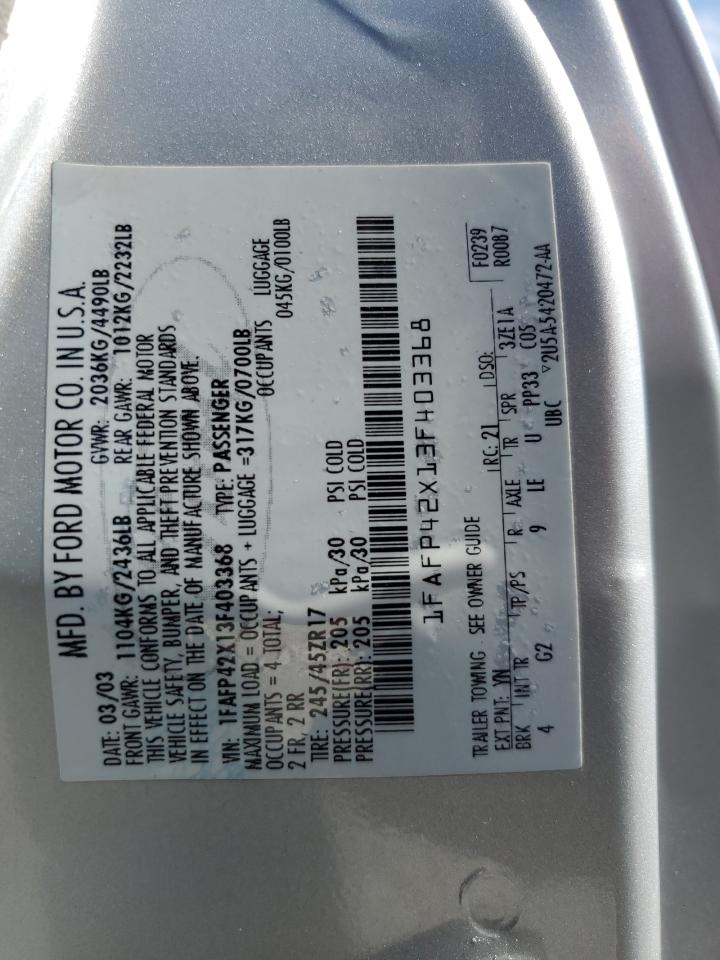 MFD. BY FORD MOTOR CO. IN U.S.A.
DATE: 03/03 GVWR: 2036KG/4490LB
FRONT GAWR: 1104KG/2436LB REAR GAWR: 1012KG/2232LB
THIS VEHICLE CONFORMS TO ALL APPLICABLE FEDERAL MOTOR
VEHICLE SAFETY, BUMPER, AND THEFT PREVENTION STANDARDS
IN EFFECT ON THE DATE OF MANUFACTURE SHOWN ABOVE.
VIN: 1FAFP42X13F403368 TYPE: PASSENGER
MAXIMUM LOAD = OCCUPANTS + LUGGAGE =317KG/0700LB
OCCUPANTS = 4 TOTAL; OCCUPANTS LUGGAGE
2 FR, 2 RR 045KG/0100LB
TIRE: 245/45ZR17
PRESSURE(FR): 205 kPa/30 PSI COLD
PRESSURE(RR): 205 kPa/30 PSI COLD
1FAFP42X13F403368
TRAILER TOWING - SEE OWNER GUIDE F0239
EXT PNT: YN RC: 21 DSO: R0087
BRK INT TR TP/PS R AXLE TR SPR 3ZE1A
4 G2 9 LE U PP33 C05
UBC ▽2U5A-5420472-AA